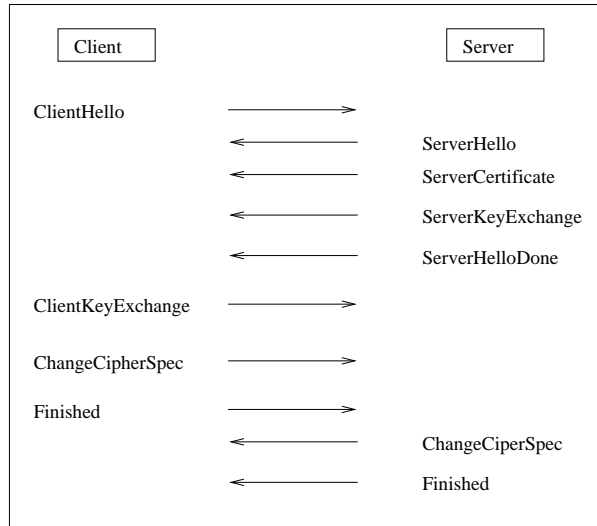 Client
Server
ClientHello
ServerHello
ServerCertificate
ServerKeyExchange
ServerHelloDone
ClientKeyExchange
ChangeCipherSpec
Finished
ChangeCiperSpec
Finished